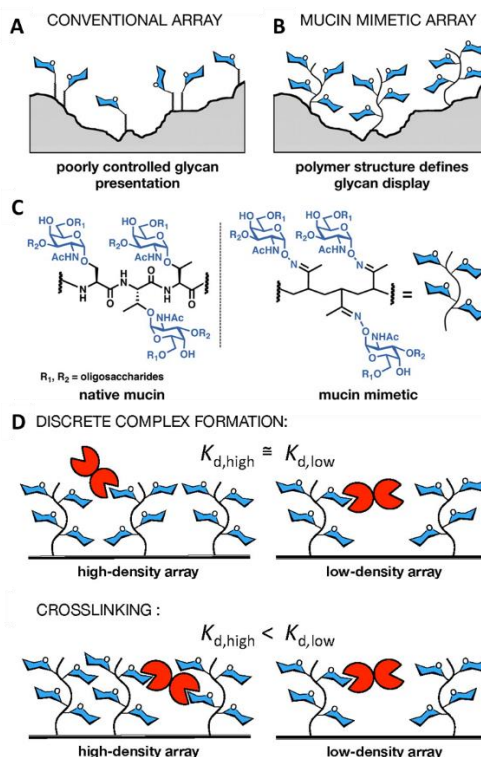 A CONVENTIONAL ARRAY
poorly controlled glycan
presentation
B MUCIN MIMETIC ARRAY
polymer structure defines
glycan display
C
OR₁
HO
O
R₂O
AcHN
O
OR₁
HO
O
R₂O
AcHN
O
O
N
H
H
N
O
N
H
O
O
NHAc
O
OR₂
R₁O
OH
R₁, R₂ = oligosaccharides
native mucin
OR₁
HO
O
R₂O
AcHN
O
N
OR₁
HO
O
R₂O
AcHN
O
N
N
O
NHAc
O
OR₂
R₁O
OH
=
mucin mimetic
D DISCRETE COMPLEX FORMATION:
Kd,high ≅ Kd,low
high-density array
low-density array
CROSSLINKING :
Kd,high < Kd,low
high-density array
low-density array